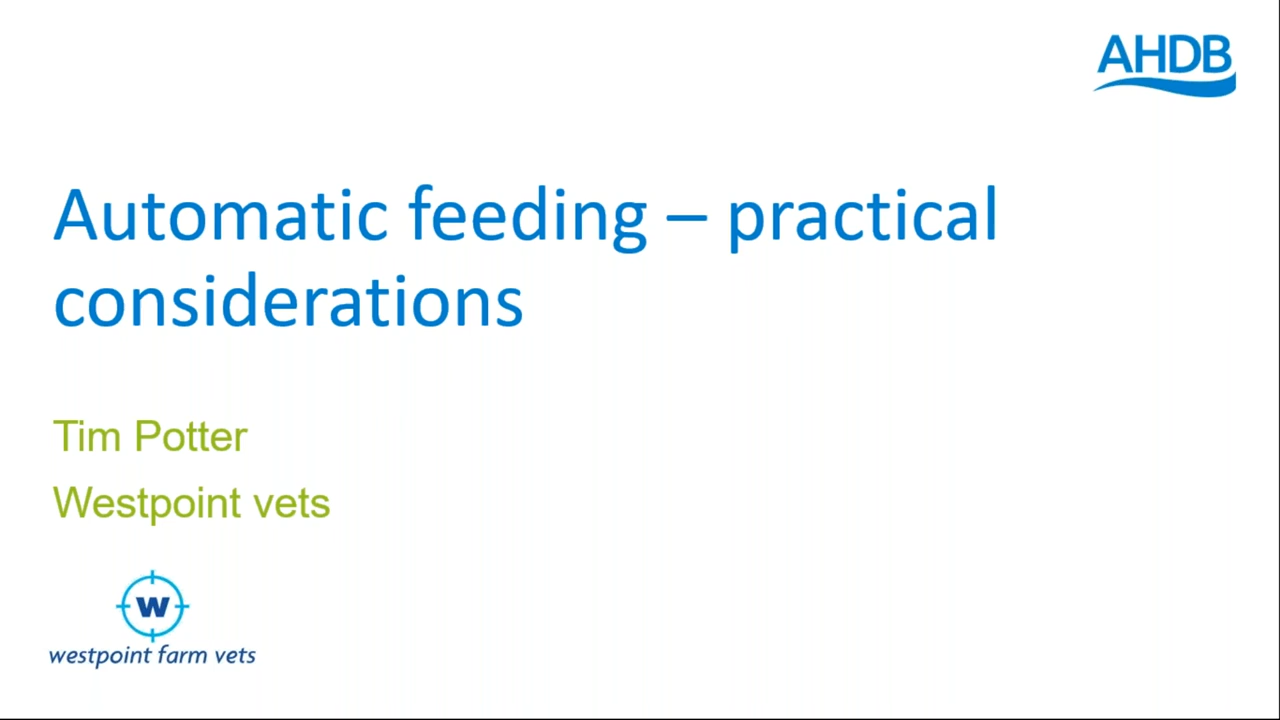 AHDB
Automatic feeding – practical
considerations
Tim Potter
Westpoint vets
W
westpoint farm vets